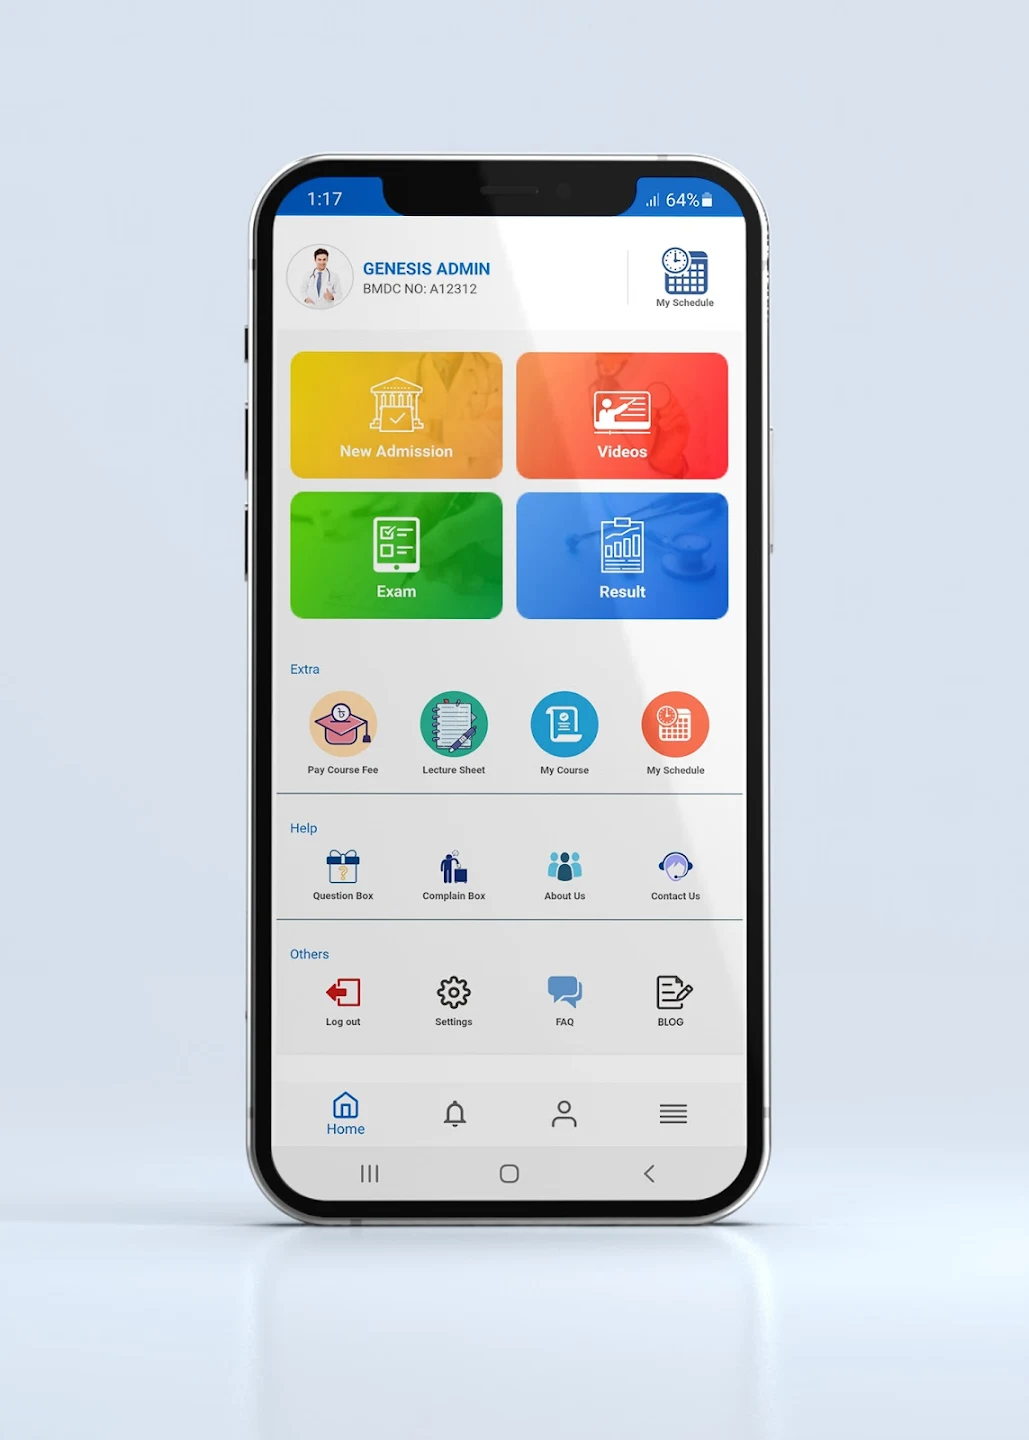 1:17
64%
GENESIS ADMIN
BMDC NO: A12312
My Schedule
New Admission
Videos
Exam
Result
Extra
Pay Course Fee
Lecture Sheet
My Course
My Schedule
Help
Question Box
Complain Box
About Us
Contact Us
Others
Log out
Settings
FAQ
BLOG
Home